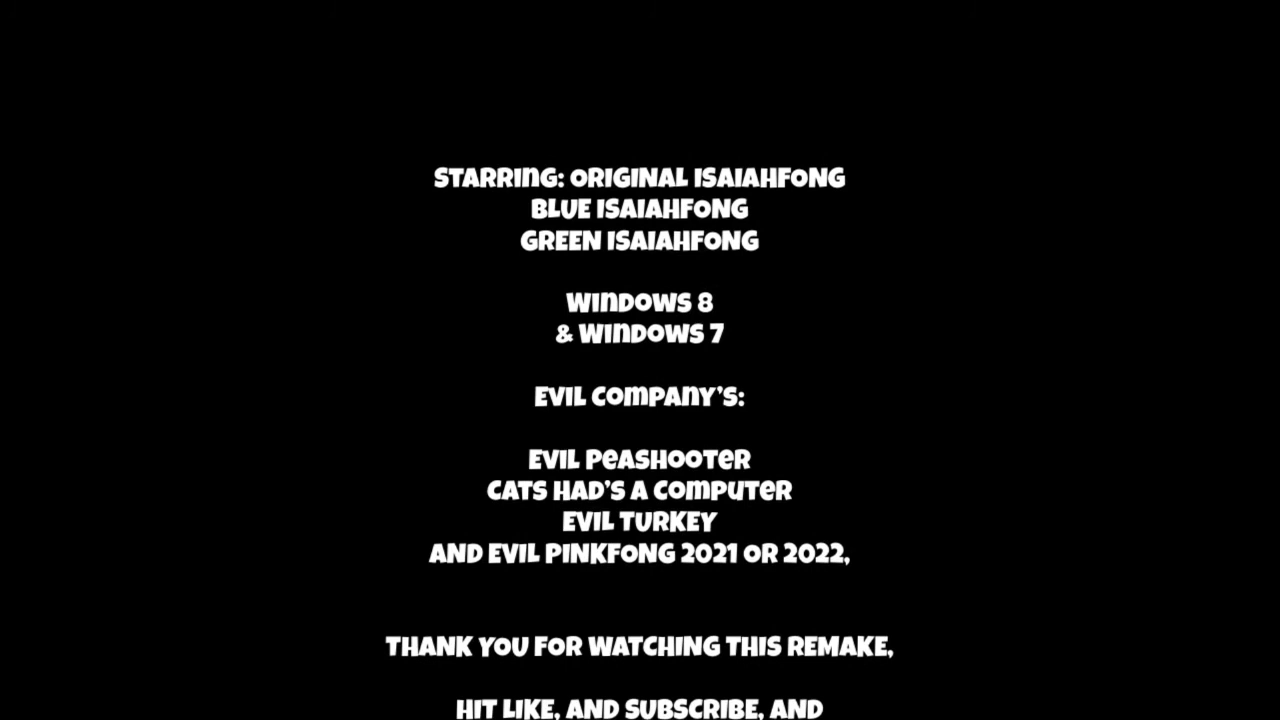 STARRING: ORIGINAL ISAIAHFONG
BLUE ISAIAHFONG
GREEN ISAIAHFONG
WINDOWS 8
& WINDOWS 7
EVIL COMPANY'S:
EVIL PEASHOOTER
CATS HAD'S A COMPUTER
EVIL TURKEY
AND EVIL PINKFONG 2021 OR 2022,
THANK YOU FOR WATCHING THIS REMAKE,
HIT LIKE, AND SUBSCRIBE, AND